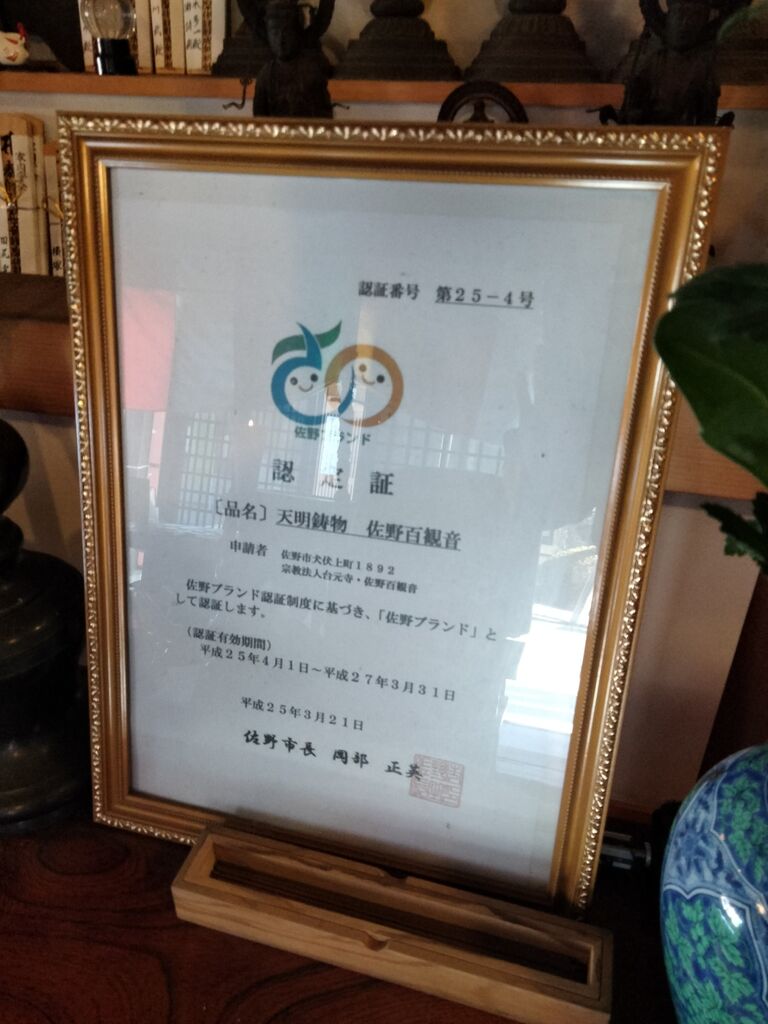 認証番号 第25-4号
佐野ブランド
認定証
〔品名〕天明鋳物 佐野百観音
申請者 佐野市犬伏上町1892
宗教法人台元寺・佐野百観音
佐野ブランド認証制度に基づき、「佐野ブランド」と
して認証します。
(認証有効期間)
平成25年4月1日～平成27年3月31日
平成25年3月21日
佐野市長 岡部 正英